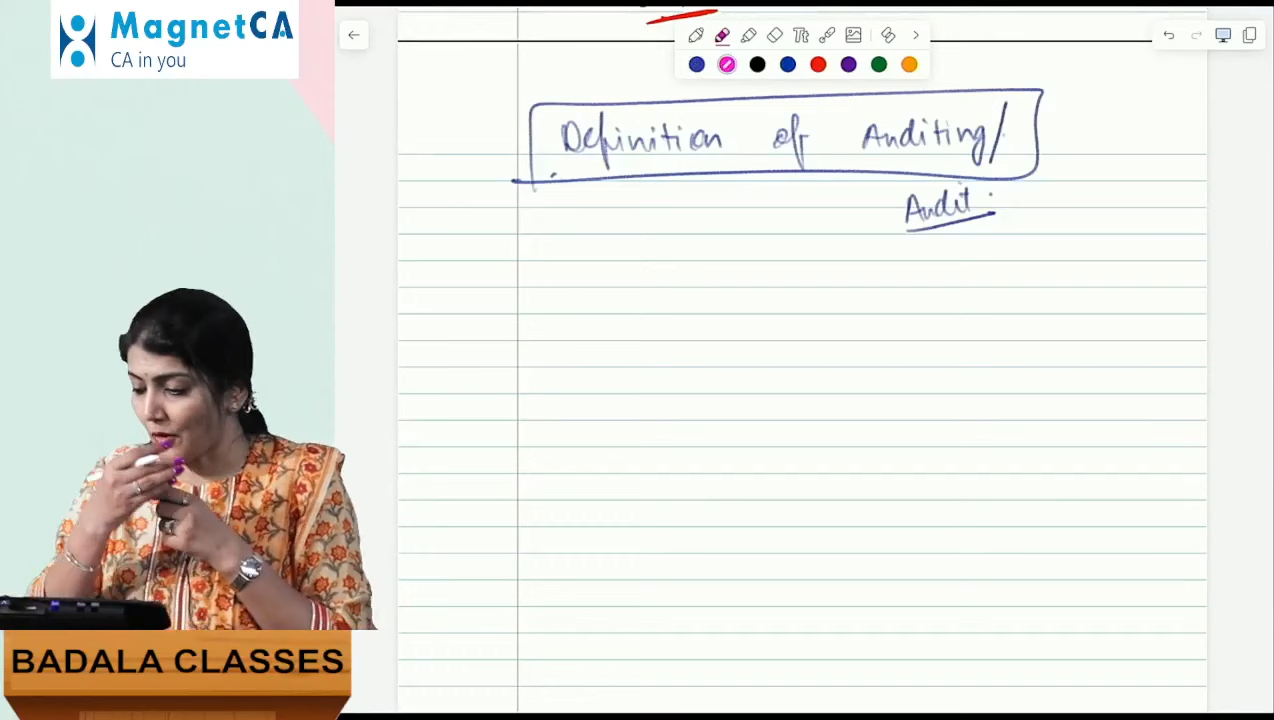 MagnetCA
CA in you
Definition of Auditing/
Audit
BADALA CLASSES